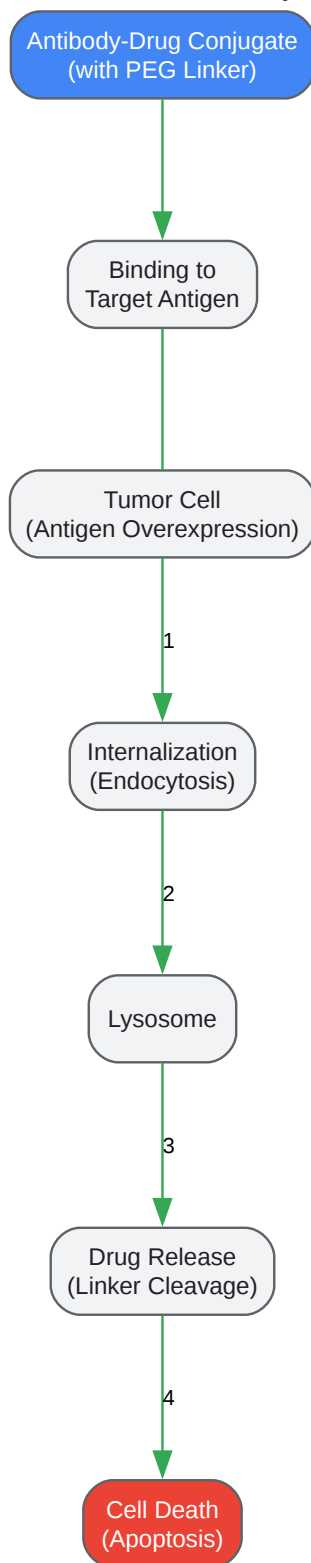 Antibody-Drug Conjugate
(with PEG Linker)
Binding to
Target Antigen
Tumor Cell
(Antigen Overexpression)
1
Internalization
(Endocytosis)
2
Lysosome
3
Drug Release
(Linker Cleavage)
4
Cell Death
(Apoptosis)